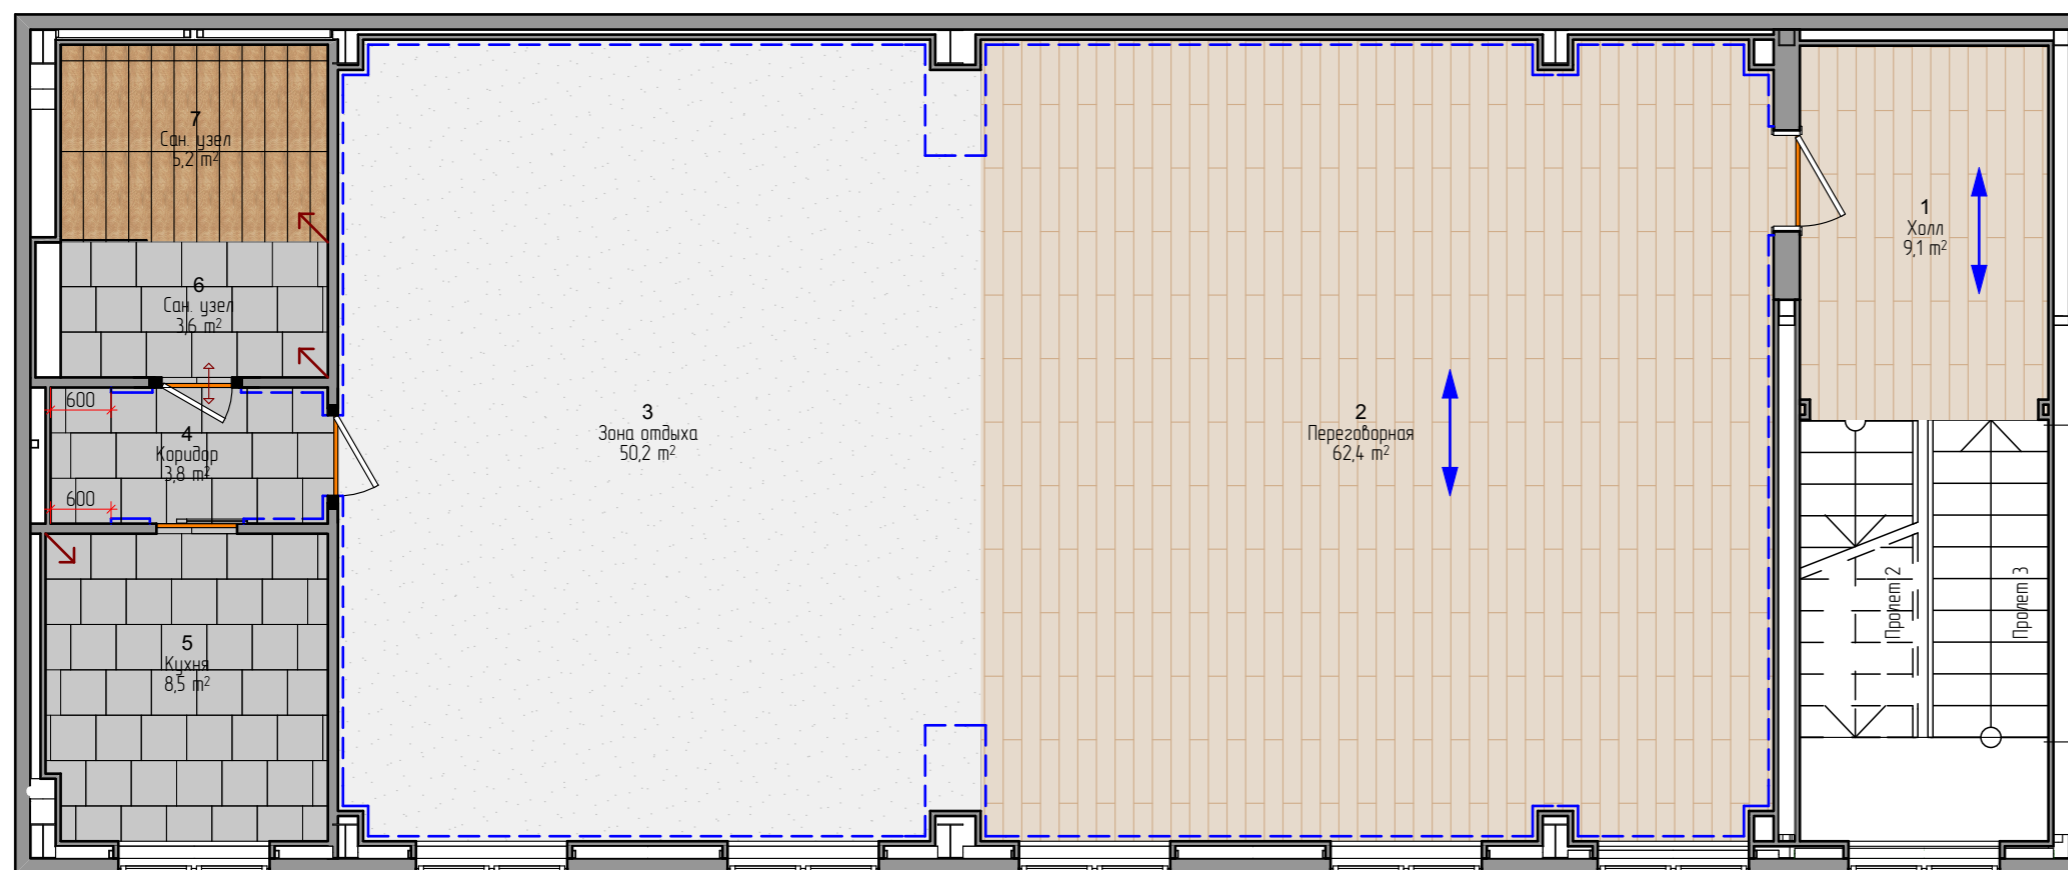 7
Сан. узел
5,2 m²
6
Сан. узел
3,6 m²
600
4
Коридор
3,8 m²
600
5
Кухня
8,5 m²
3
Зона отдыха
50,2 m²
2
Переговорная
62,4 m²
1
Холл
9,1 m²
Пролет 2
Пролет 3